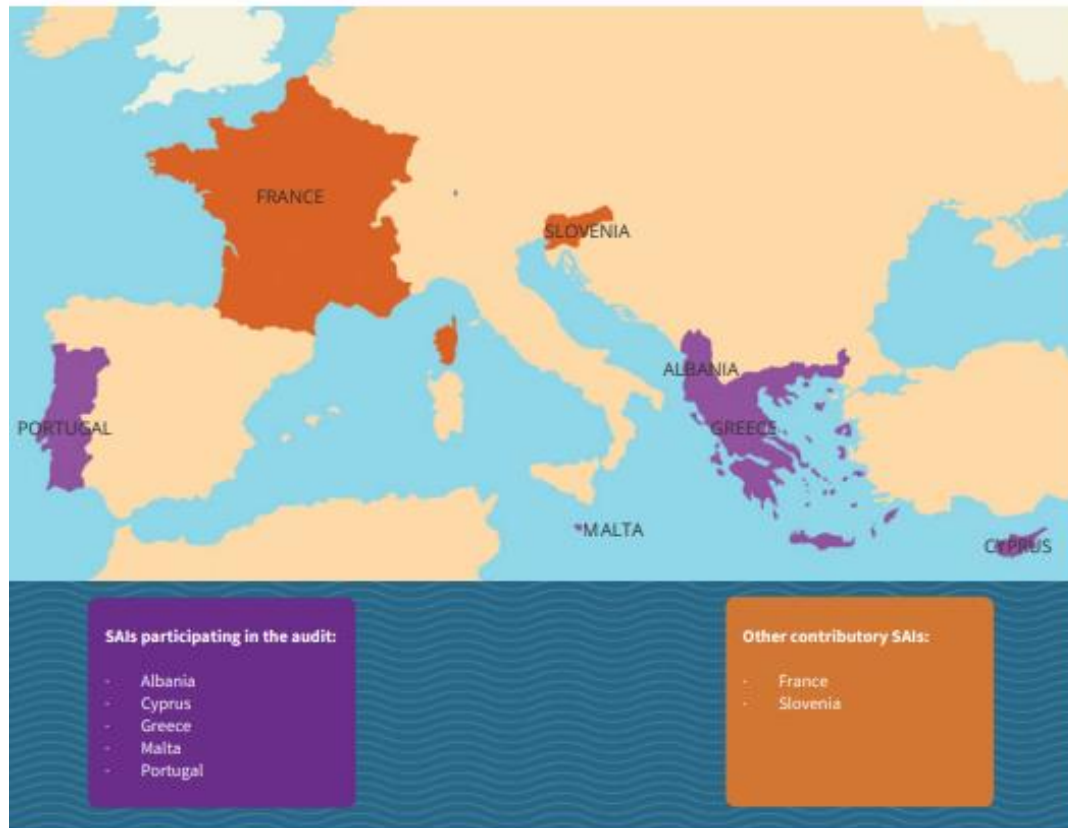 FRANCE
SLOVENIA
ALBANIA
PORTUGAL
GREECE
MALTA
CYPRUS
SAIs participating in the audit:
- Albania
- Cyprus
- Greece
- Malta
- Portugal
Other contributory SAIs:
- France
- Slovenia